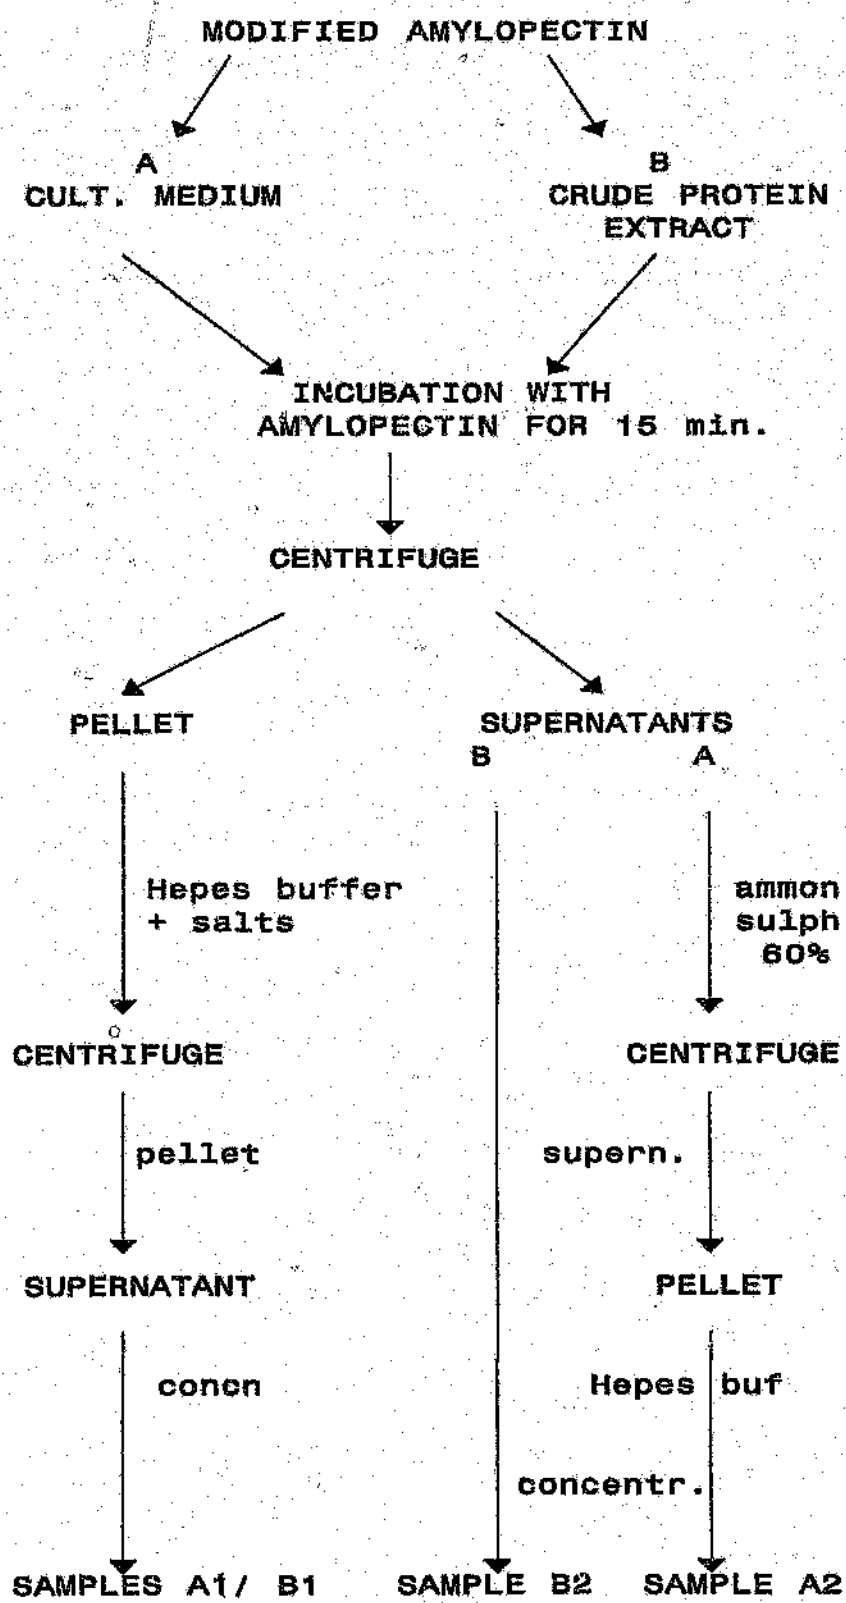 MODIFIED AMYLOPECTIN
A
CULT. MEDIUM
B
CRUDE PROTEIN
EXTRACT
INCUBATION WITH
AMYLOPECTIN FOR 15 min.
CENTRIFUGE
PELLET
SUPERNATANTS
B A
Hepes buffer
+ salts
ammon
sulph
60%
CENTRIFUGE
CENTRIFUGE
pellet
supern.
SUPERNATANT
PELLET
concn
Hepes buf
concentr.
SAMPLES A1/ B1
SAMPLE B2
SAMPLE A2